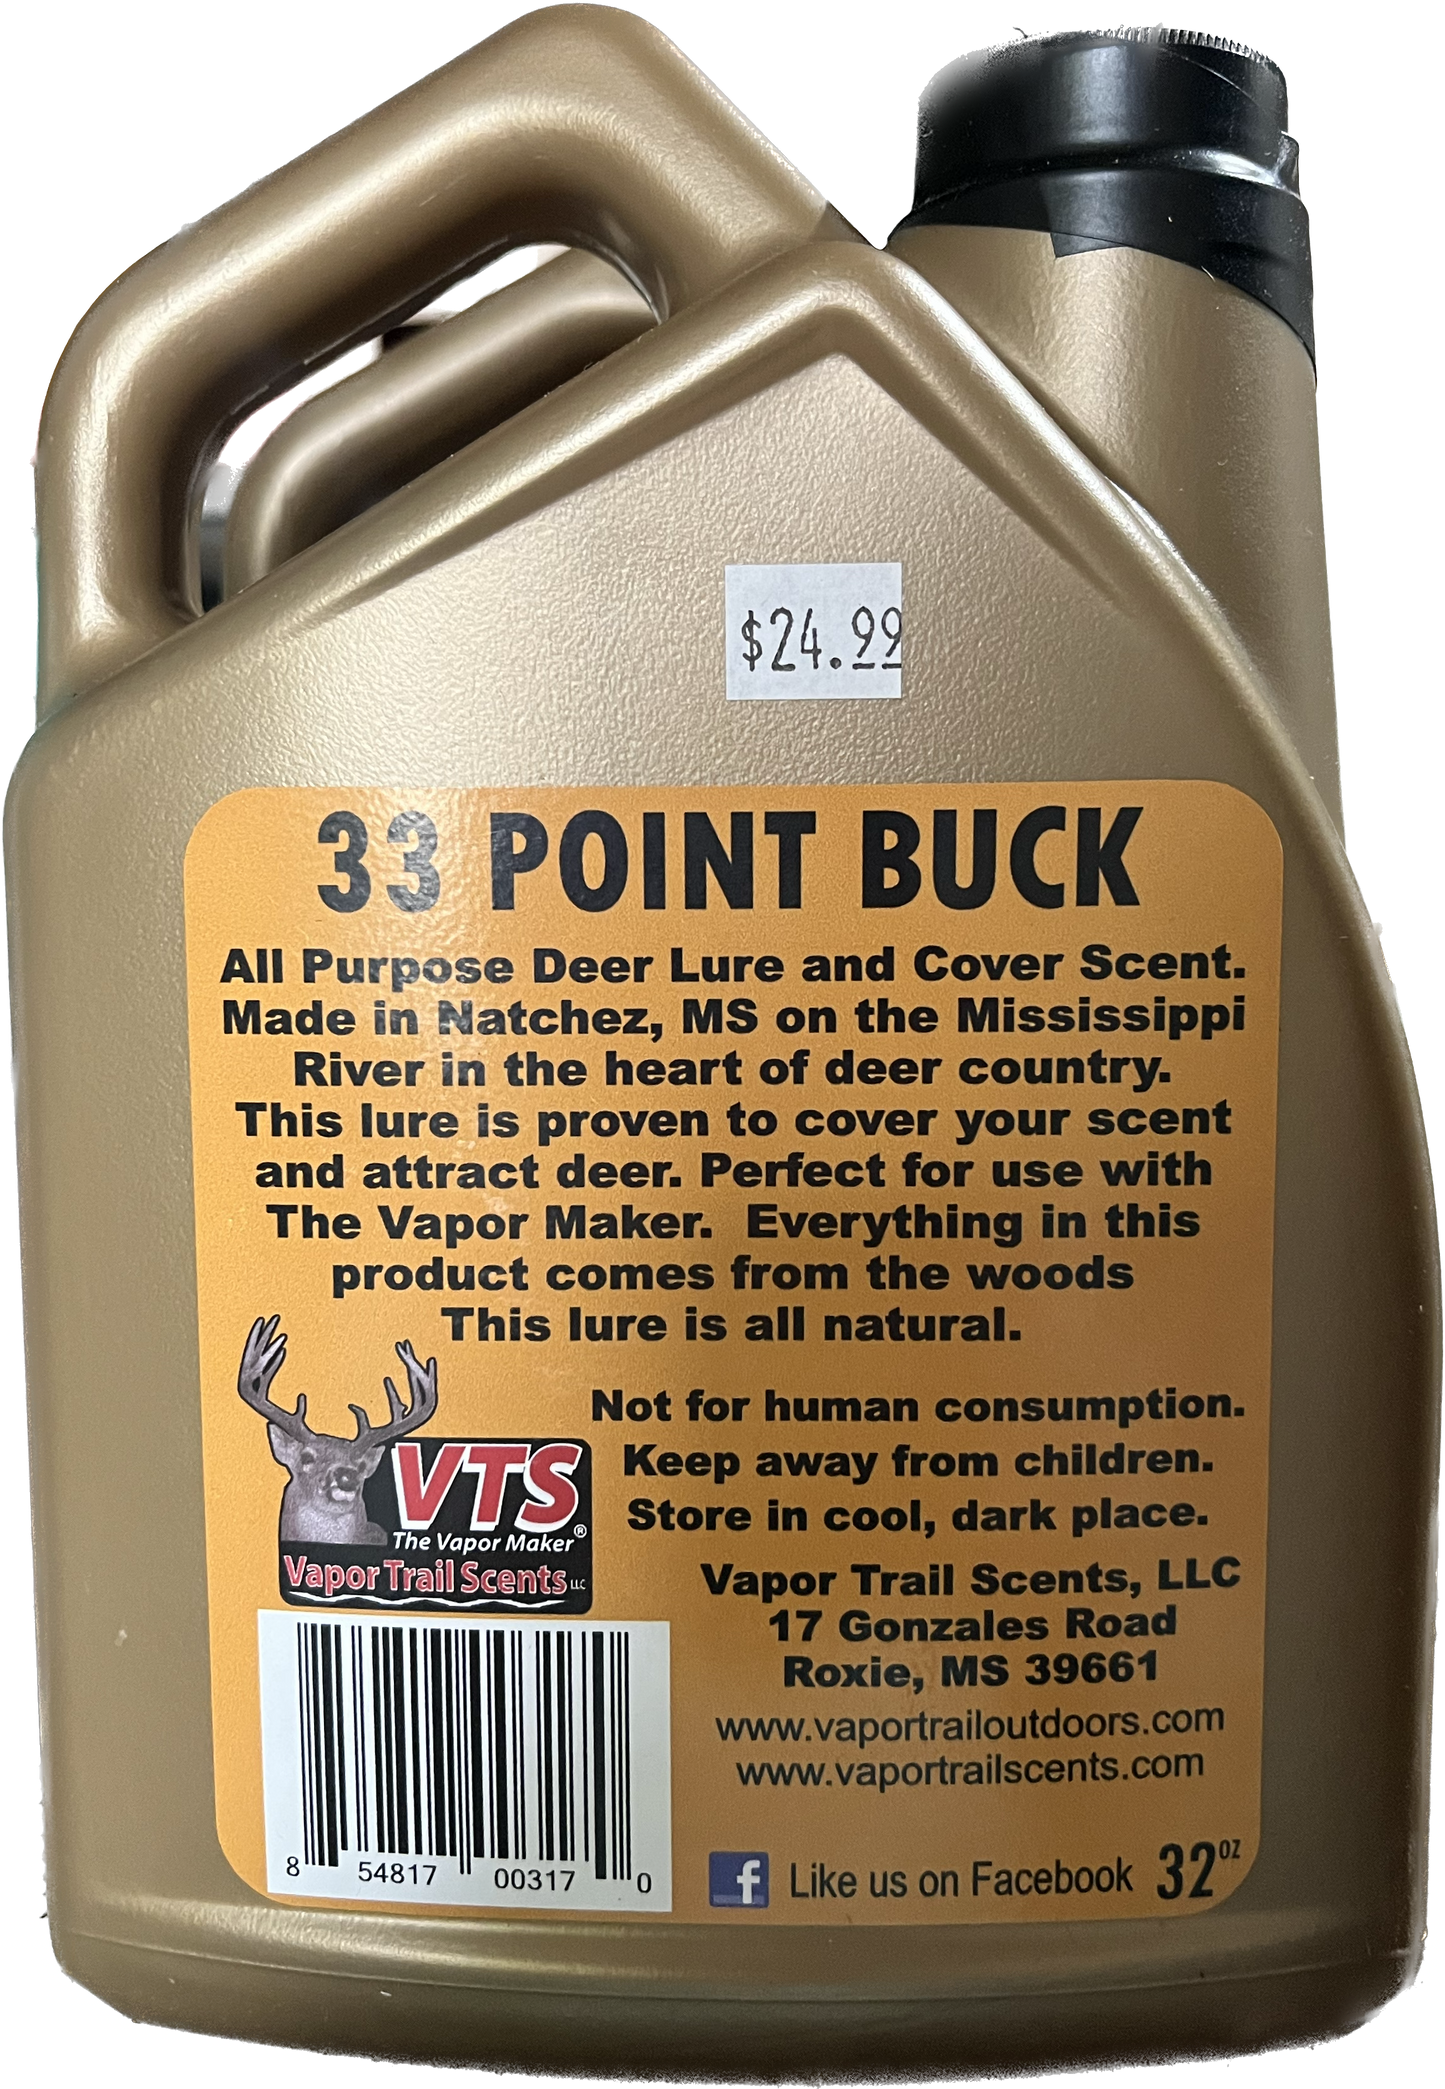 $24.99
33 POINT BUCK
All Purpose Deer Lure and Cover Scent.
Made in Natchez, MS on the Mississippi
River in the heart of deer country.
This lure is proven to cover your scent
and attract deer. Perfect for use with
The Vapor Maker. Everything in this
product comes from the woods
This lure is all natural.
Not for human consumption.
Keep away from children.
Store in cool, dark place.
VTS
The Vapor Maker®
Vapor Trail Scents LLC
Vapor Trail Scents, LLC
17 Gonzales Road
Roxie, MS 39661
www.vaportrailoutdoors.com
www.vaportrailscents.com
8 54817 00317 0
f Like us on Facebook 32 oz